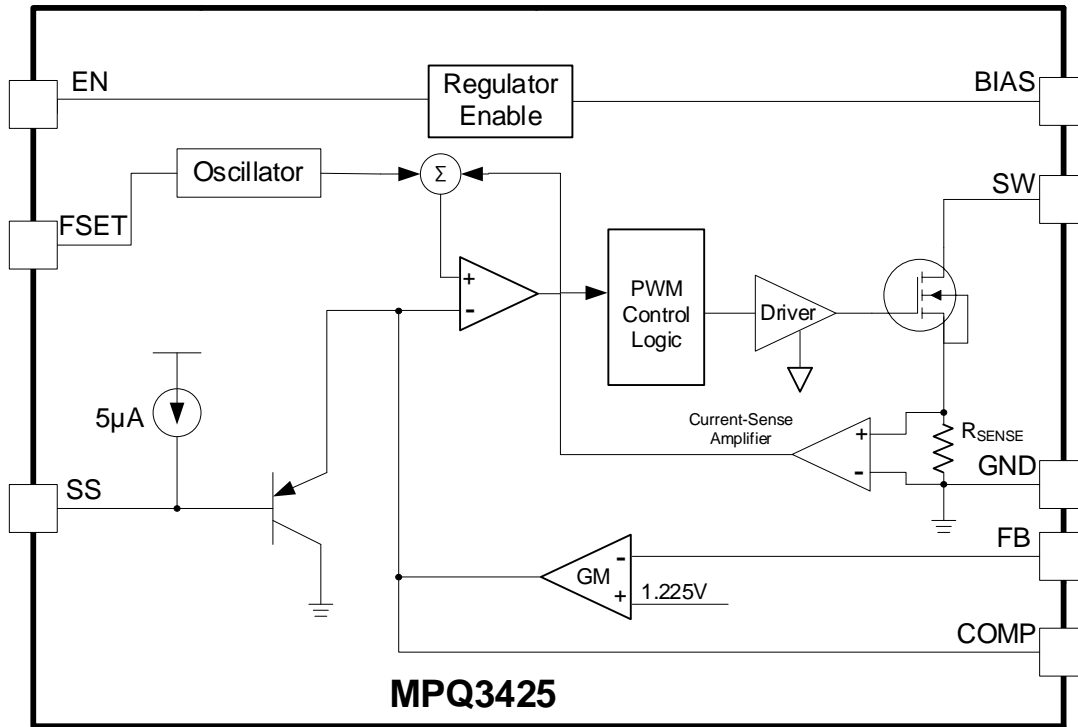 EN
Regulator
Enable
BIAS
Oscillator
Σ
SW
FSET
+
-
PWM
Control
Logic
Driver
5µA
Current-Sense
Amplifier
+
-
RSENSE
SS
GND
FB
-
GM
+
1.225V
COMP
MPQ3425